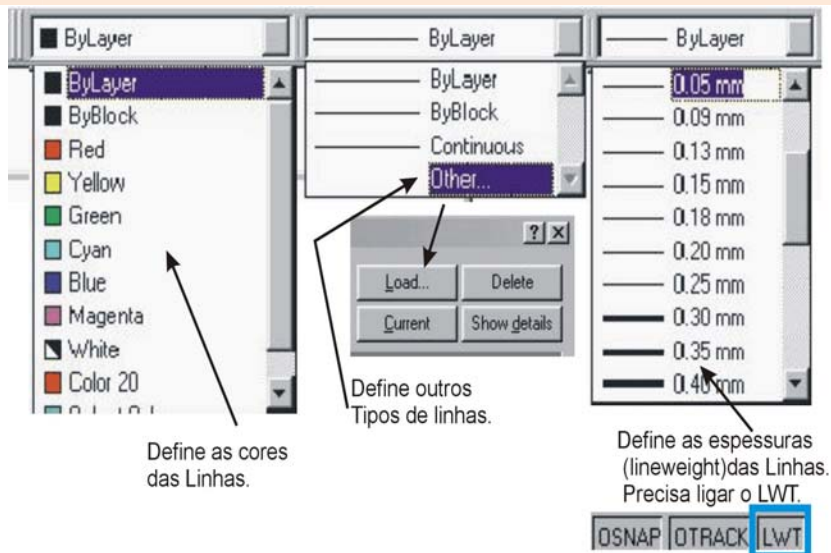 ByLayer
ByLayer
ByBlock
Red
Yellow
Green
Cyan
Blue
Magenta
White
Color 20
Define as cores
das Linhas.
ByLayer
ByLayer
ByBlock
Continuous
Other...
Load...
Delete
Current
Show details
Define outros
Tipos de linhas.
ByLayer
0.05 mm
0.09 mm
0.13 mm
0.15 mm
0.18 mm
0.20 mm
0.25 mm
0.30 mm
0.35 mm
0.40 mm
Define as espessuras
(lineweight)das Linhas.
Precisa ligar o LWT.
OSNAP OTRACK LWT